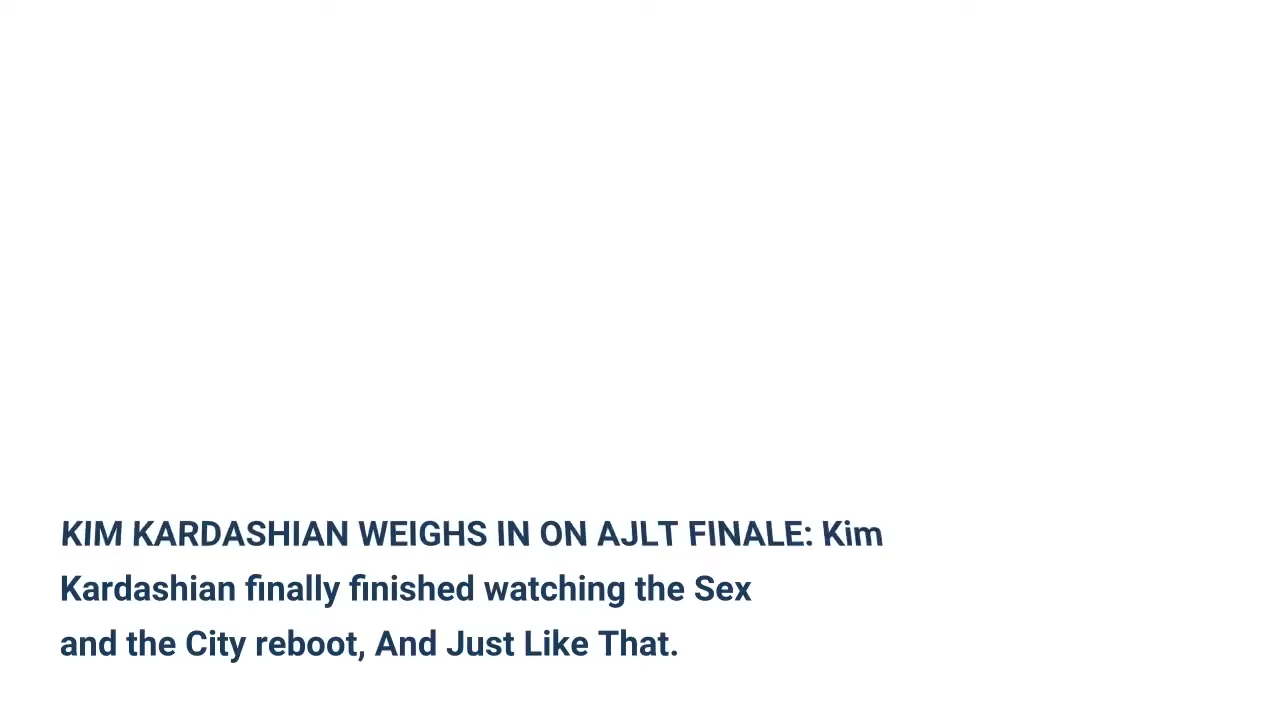 KIM KARDASHIAN WEIGHS IN ON AJLT FINALE: Kim
Kardashian finally finished watching the Sex
and the City reboot, And Just Like That.